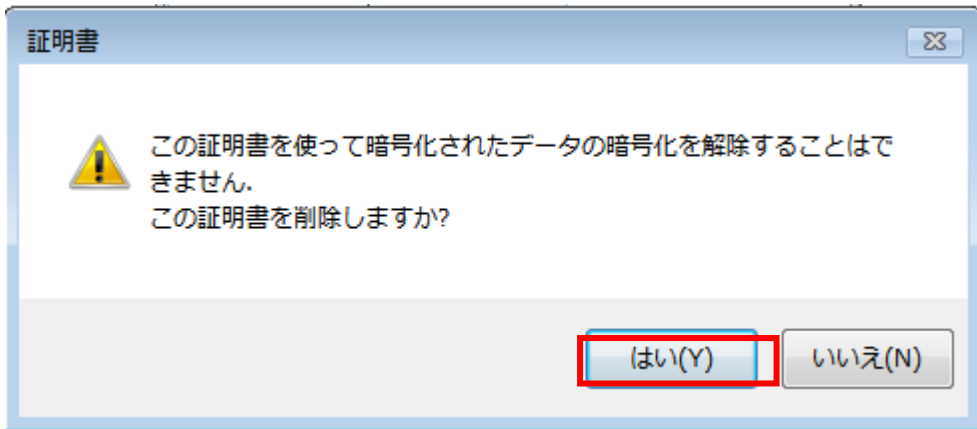 証明書
この証明書を使って暗号化されたデータの暗号化を解除することはで
きません.
この証明書を削除しますか?
はい(Y)
いいえ(N)